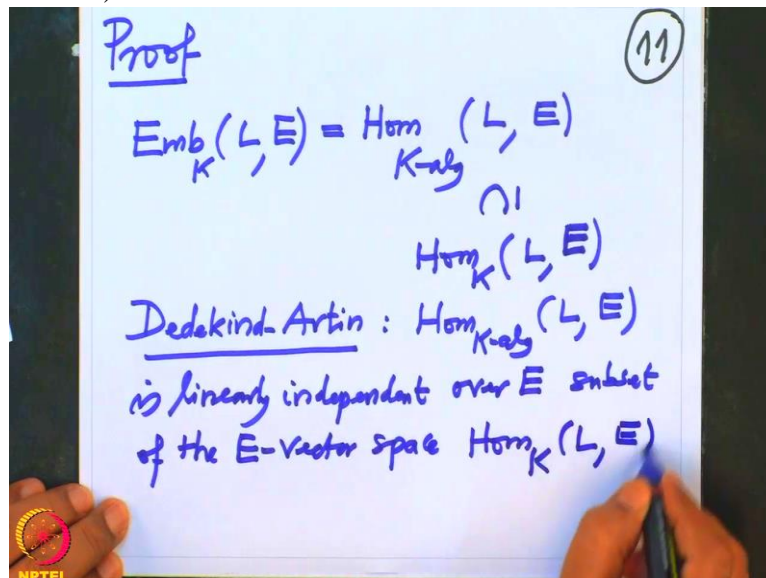 Proof
11
Emb_K (L, E) = Hom_{K-alg} (L, E)
∩|
Hom_K (L, E)
Dedekind-Artin : Hom_{K-alg} (L, E)
is linearly independent over E subset
of the E-Vector space Hom_K (L, E)
NPTEL